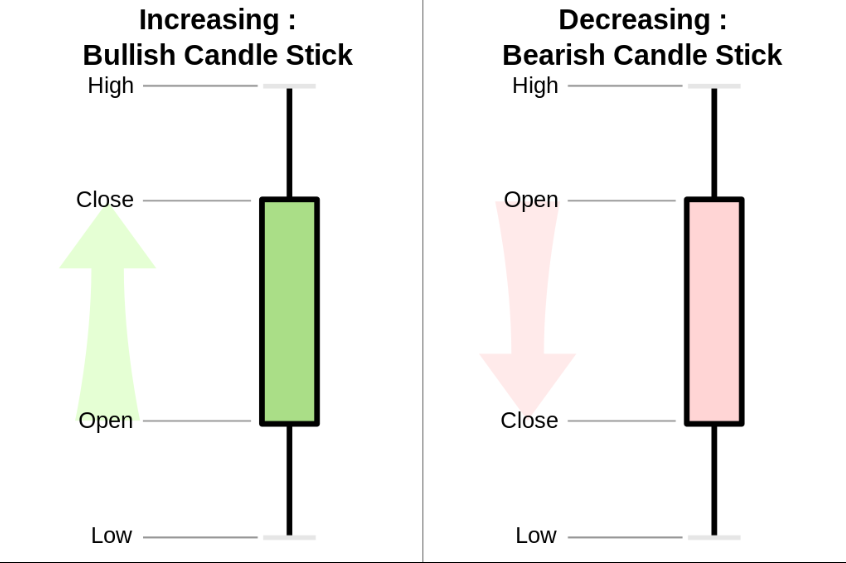 Increasing :
Bullish Candle Stick
High
Close
Open
Low
Decreasing :
Bearish Candle Stick
High
Open
Close
Low